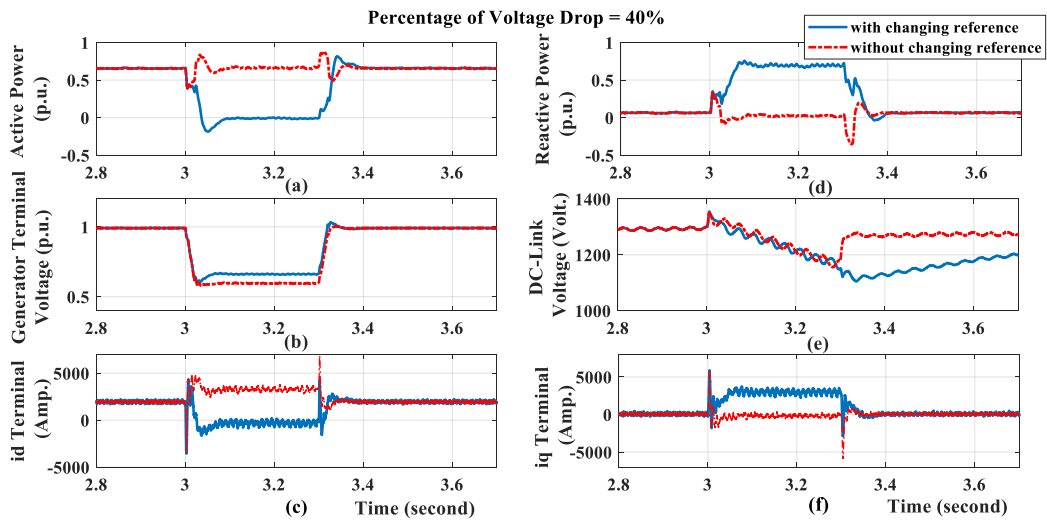 Percentage of Voltage Drop = 40%
with changing reference
without changing reference
Active Power
(p.u.)
1
0.5
0
-0.5
2.8
3
3.2
3.4
3.6
(a)
Reactive Power
(p.u.)
1
0.5
0
-0.5
2.8
3
3.2
3.4
3.6
(d)
Generator Terminal
Voltage (p.u.)
1
0.5
2.8
3
3.2
3.4
3.6
(b)
DC-Link
Voltage (Volt.)
1400
1200
1000
2.8
3
3.2
3.4
3.6
(e)
id Terminal
(Amp.)
5000
0
-5000
2.8
3
3.2
3.4
3.6
(c)
Time (second)
iq Terminal
(Amp.)
5000
0
-5000
2.8
3
3.2
3.4
3.6
(f)
Time (second)